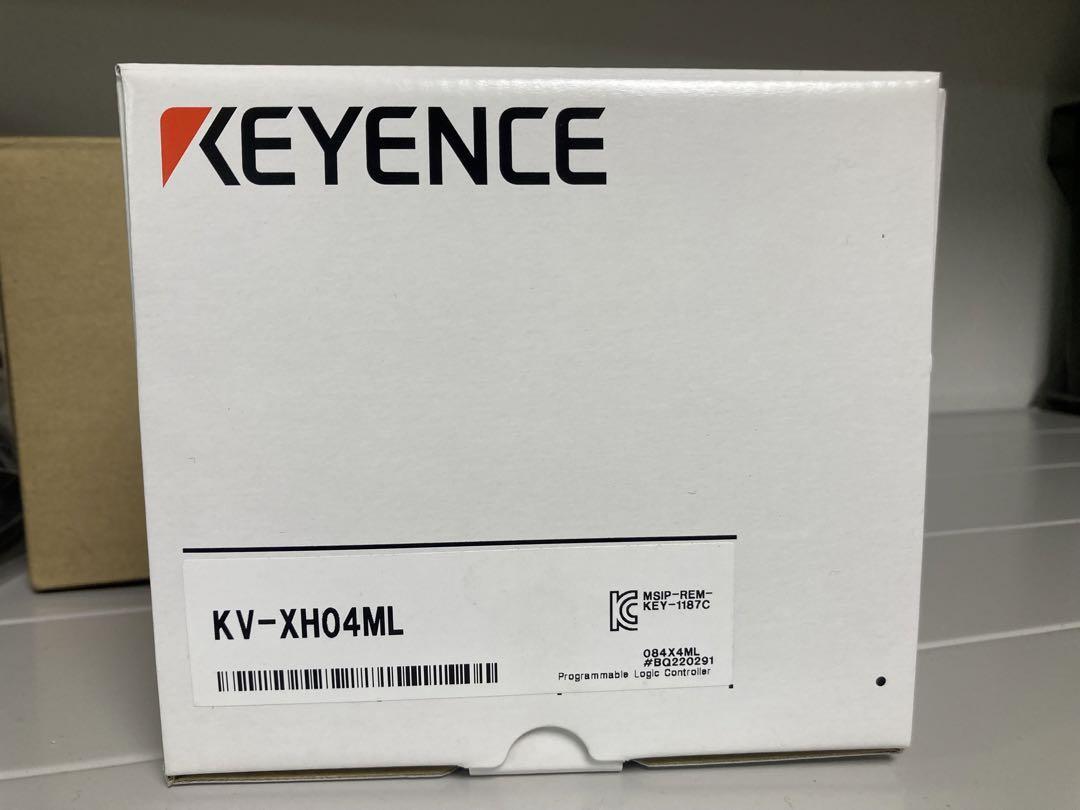 KEYENCE
KV-XH04ML
MSIP-REM-
KEY-1187C
084X4ML
#BQ220291
Programmable Logic Controller